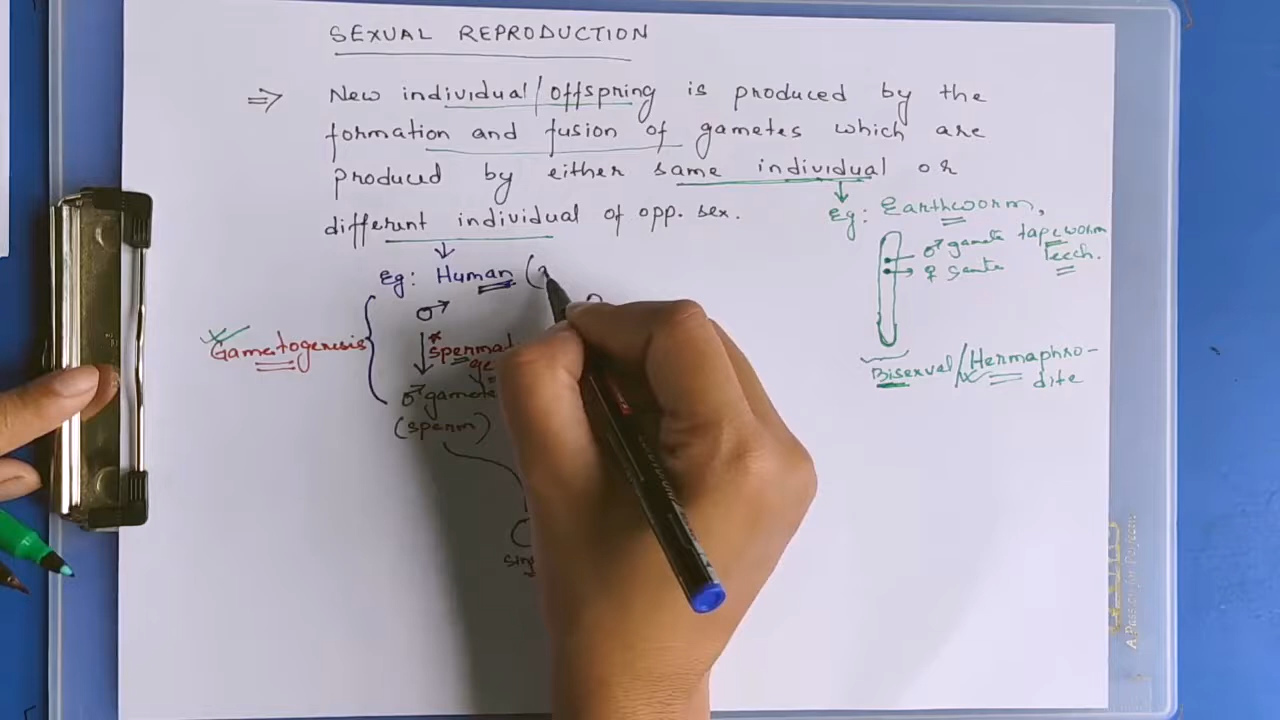 SEXUAL REPRODUCTION
⇒ New individual/offspring is produced by the
formation and fusion of gametes which are
produced by either same individual or
different individual of opp. sex.
Eg: Earthworm,
tapeworm
Leech.
♂ gamete
♀ gamete
Bisexual/Hermaphro-
dite
Eg: Human (
♂
Gametogenesis
♂ gamete
(sperm)